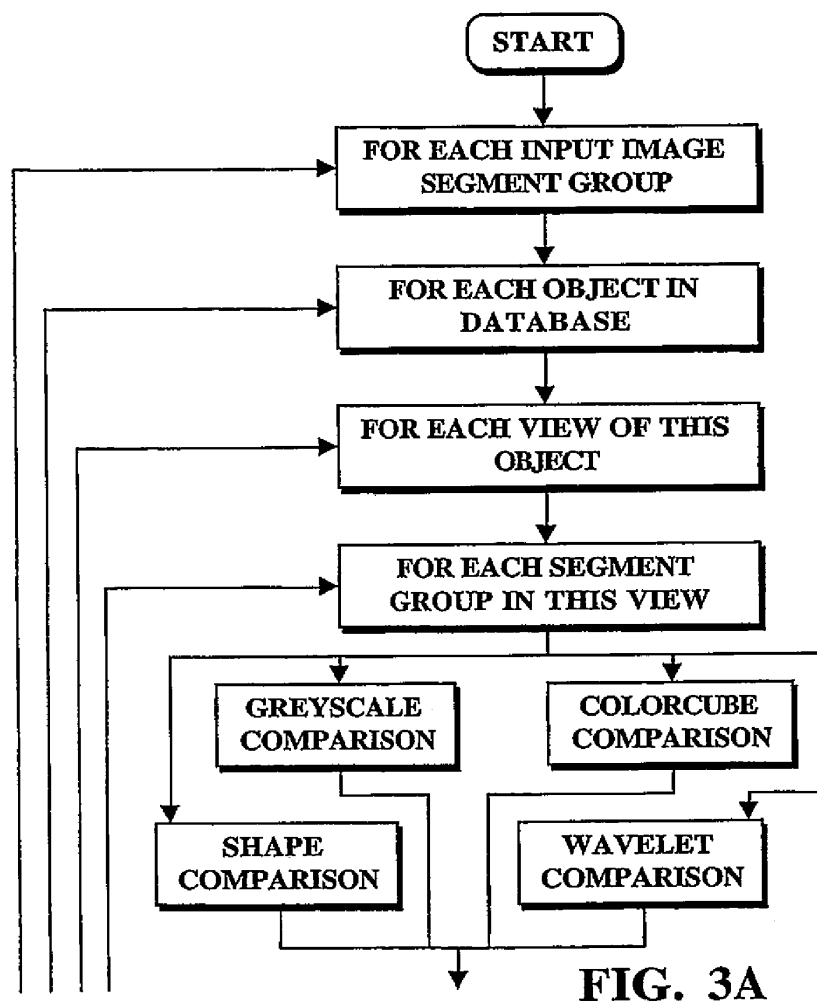 START
FOR EACH INPUT IMAGE
SEGMENT GROUP
FOR EACH OBJECT IN
DATABASE
FOR EACH VIEW OF THIS
OBJECT
FOR EACH SEGMENT
GROUP IN THIS VIEW
GREYSCALE
COMPARISON
COLORCUBE
COMPARISON
SHAPE
COMPARISON
WAVELET
COMPARISON
FIG. 3A